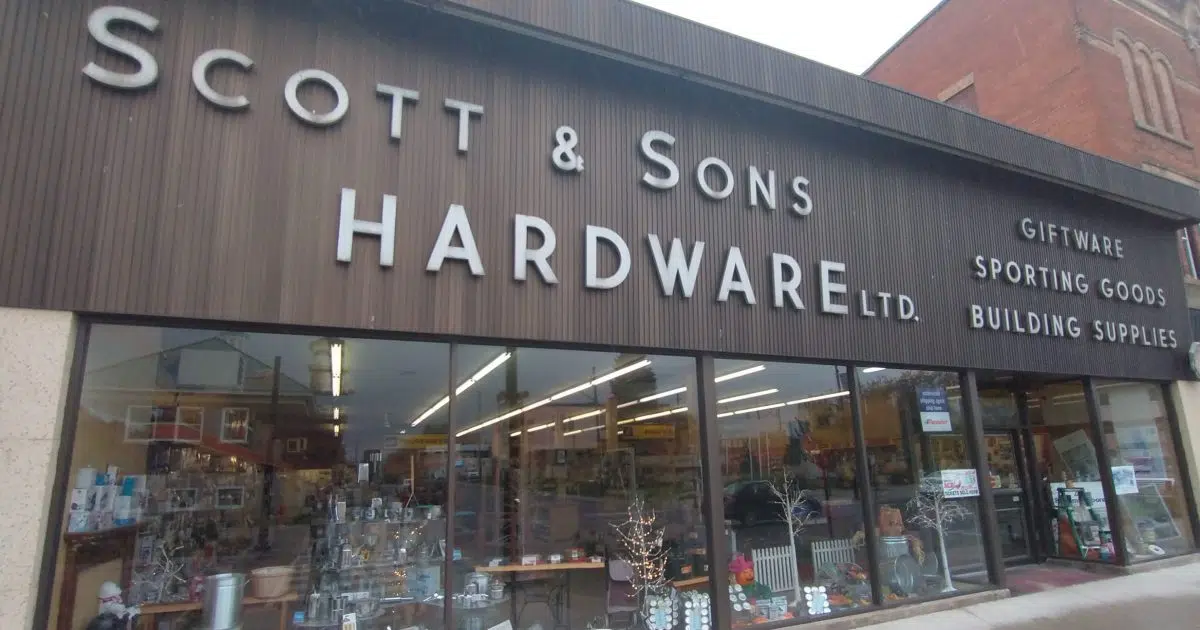 SCOTT & SONS
HARDWARE LTD.
GIFTWARE
SPORTING GOODS
BUILDING SUPPLIES